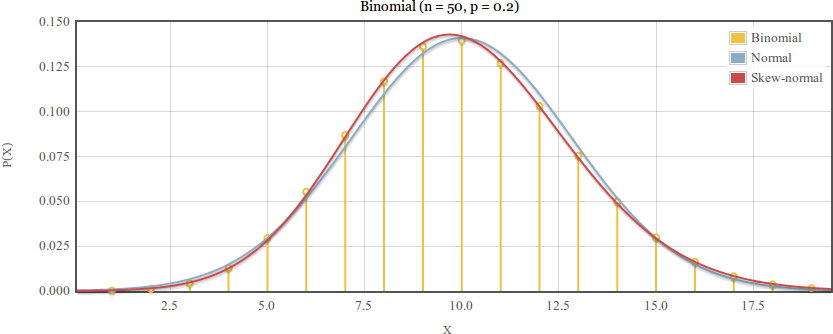 Binomial (n = 50, p = 0.2)
P(X)
0.150
0.125
0.100
0.075
0.050
0.025
0.000
Binomial
Normal
Skew-normal
2.5 5.0 7.5 10.0 12.5 15.0 17.5
X